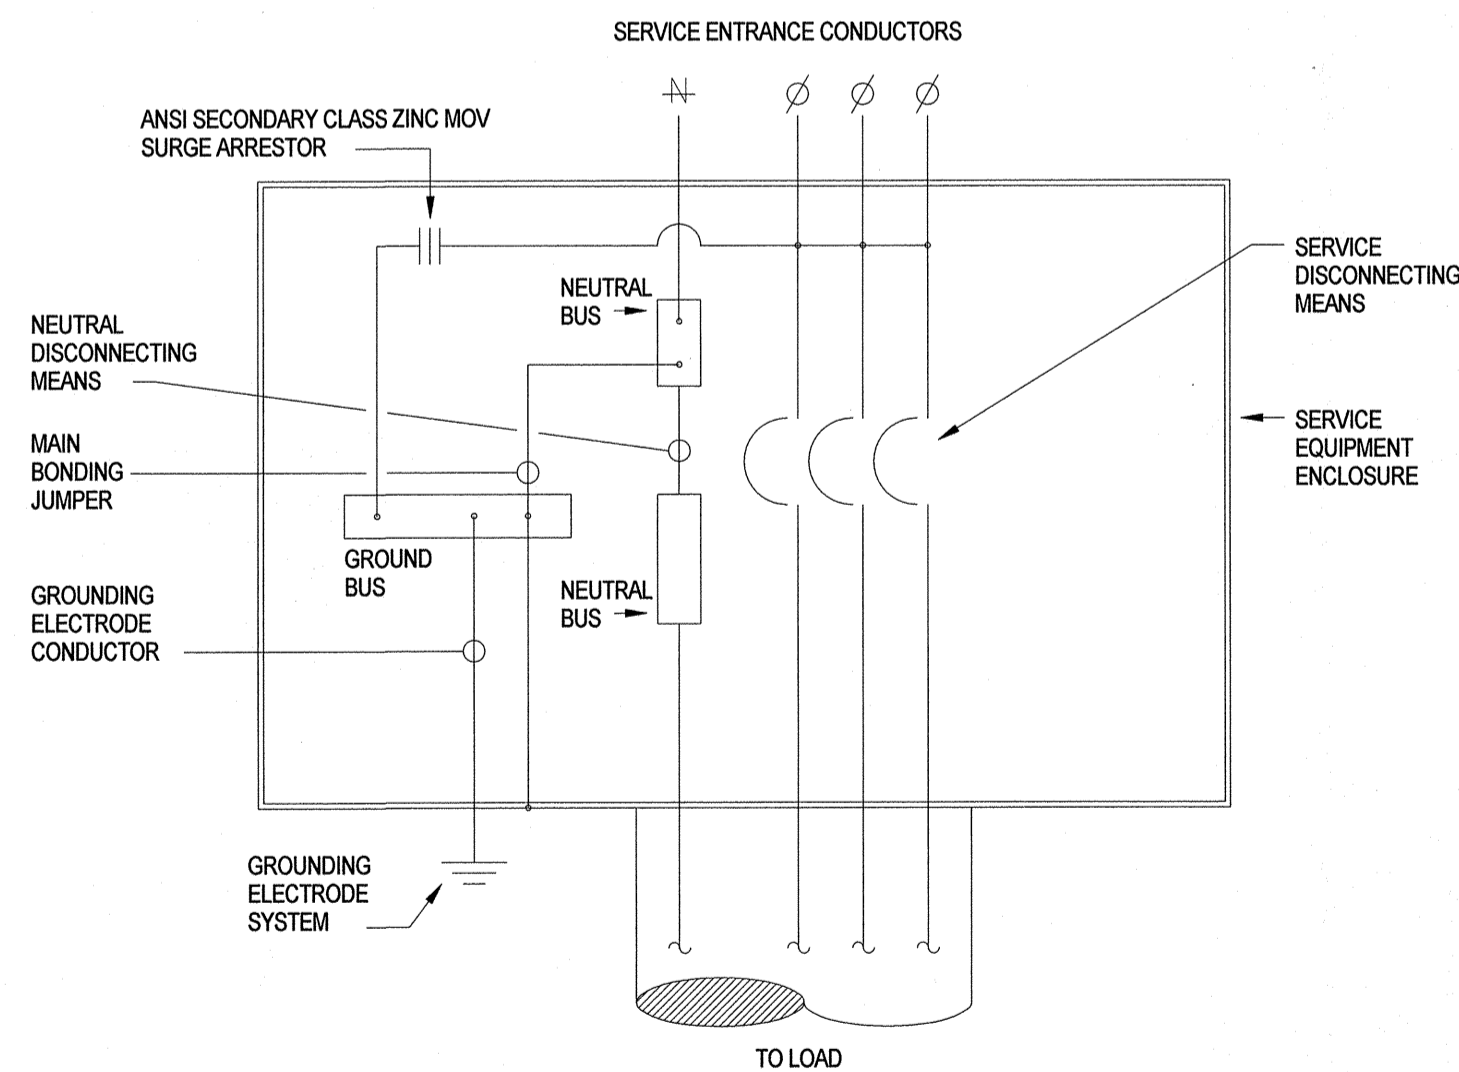 SERVICE ENTRANCE CONDUCTORS
N
ANSI SECONDARY CLASS ZINC MOV
SURGE ARRESTOR
SERVICE
DISCONNECTING
MEANS
NEUTRAL
BUS
NEUTRAL
DISCONNECTING
MEANS
SERVICE
EQUIPMENT
ENCLOSURE
MAIN
BONDING
JUMPER
GROUND
BUS
NEUTRAL
BUS
GROUNDING
ELECTRODE
CONDUCTOR
GROUNDING
ELECTRODE
SYSTEM
TO LOAD